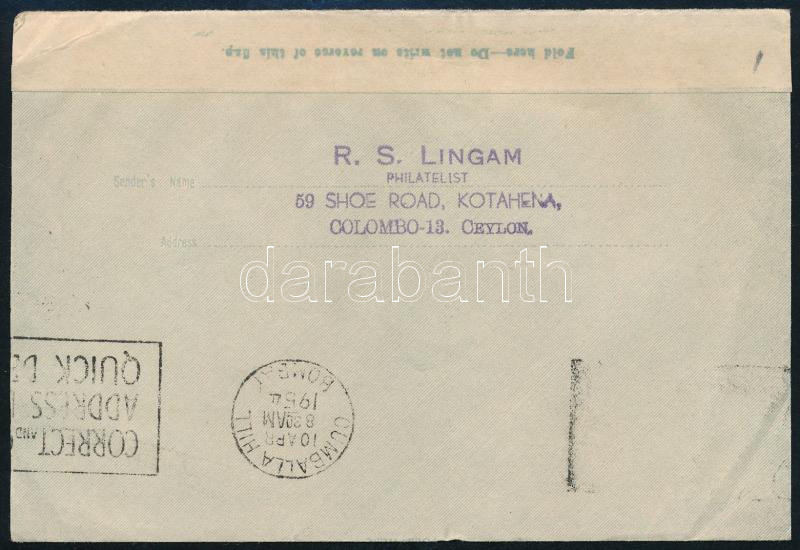 Fold here—Do not write on reverse of this flap.
R. S. LINGAM
PHILATELIST
Sender's Name
59 SHOE ROAD, KOTAHENA,
COLOMBO-13. CEYLON.
Address
darabanth
CUMBALLA HILL
10 APR
8 30 AM
1954
BOMBAY
CORRECT AND
ADDRESS
QUICK